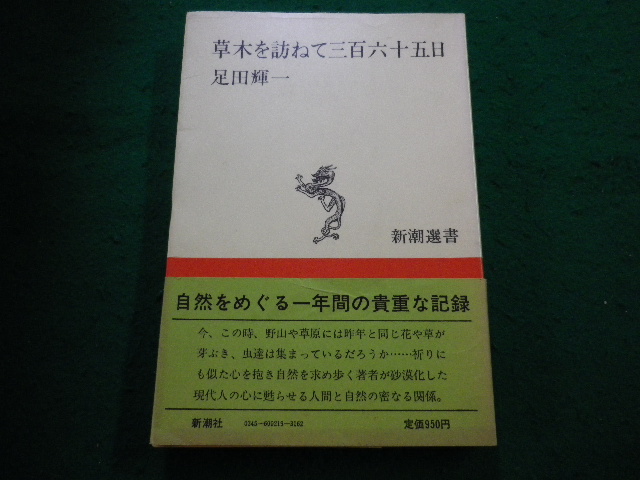 草木を訪ねて三百六十五日
足田輝一
新潮選書
自然をめぐる一年間の貴重な記録
今、この時、野山や草原には昨年と同じ花や草が
芽ぶき、虫達は集まっているだろうか……祈りに
も似た心を抱き自然を求め歩く著者が砂漠化した
現代人の心に甦らせる人間と自然の密なる関係。
新潮社 0345-600215-3162 定価950円